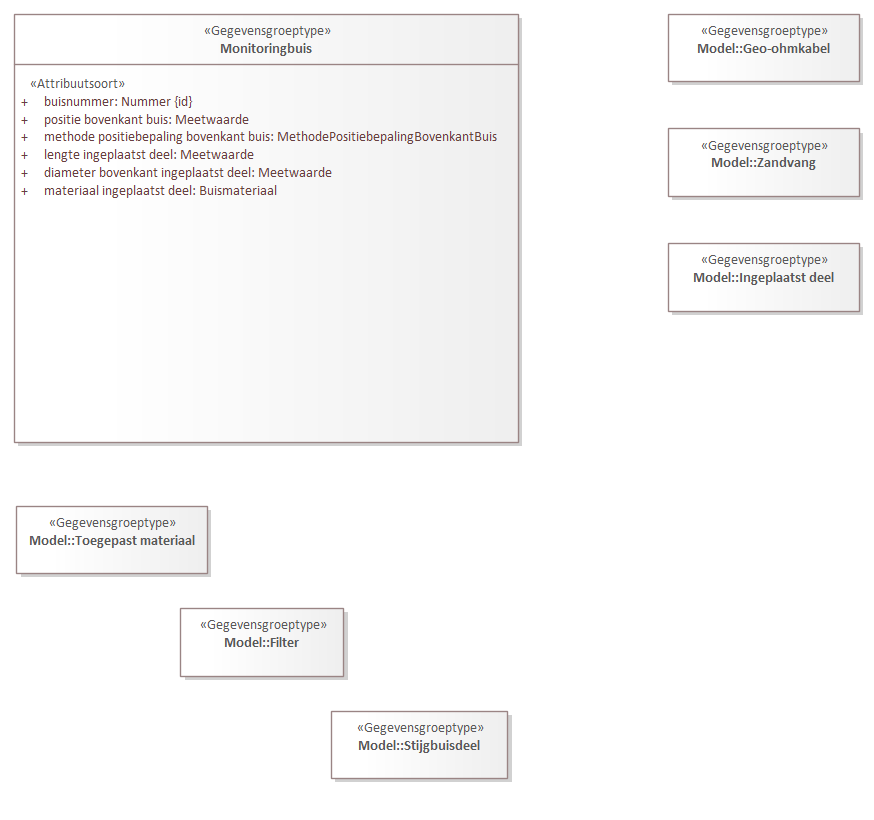 «Gegevensgroeptype»
Monitoringbuis
«Attribuutsoort»
+ buisnummer: Nummer {id}
+ positie bovenkant buis: Meetwaarde
+ methode positiebepaling bovenkant buis: MethodePositiebepalingBovenkantBuis
+ lengte ingeplaatst deel: Meetwaarde
+ diameter bovenkant ingeplaatst deel: Meetwaarde
+ materiaal ingeplaatst deel: Buismateriaal
«Gegevensgroeptype»
Model::Geo-ohmkabel
«Gegevensgroeptype»
Model::Zandvang
«Gegevensgroeptype»
Model::Ingeplaatst deel
«Gegevensgroeptype»
Model::Toegepast materiaal
«Gegevensgroeptype»
Model::Filter
«Gegevensgroeptype»
Model::Stijgbuisdeel